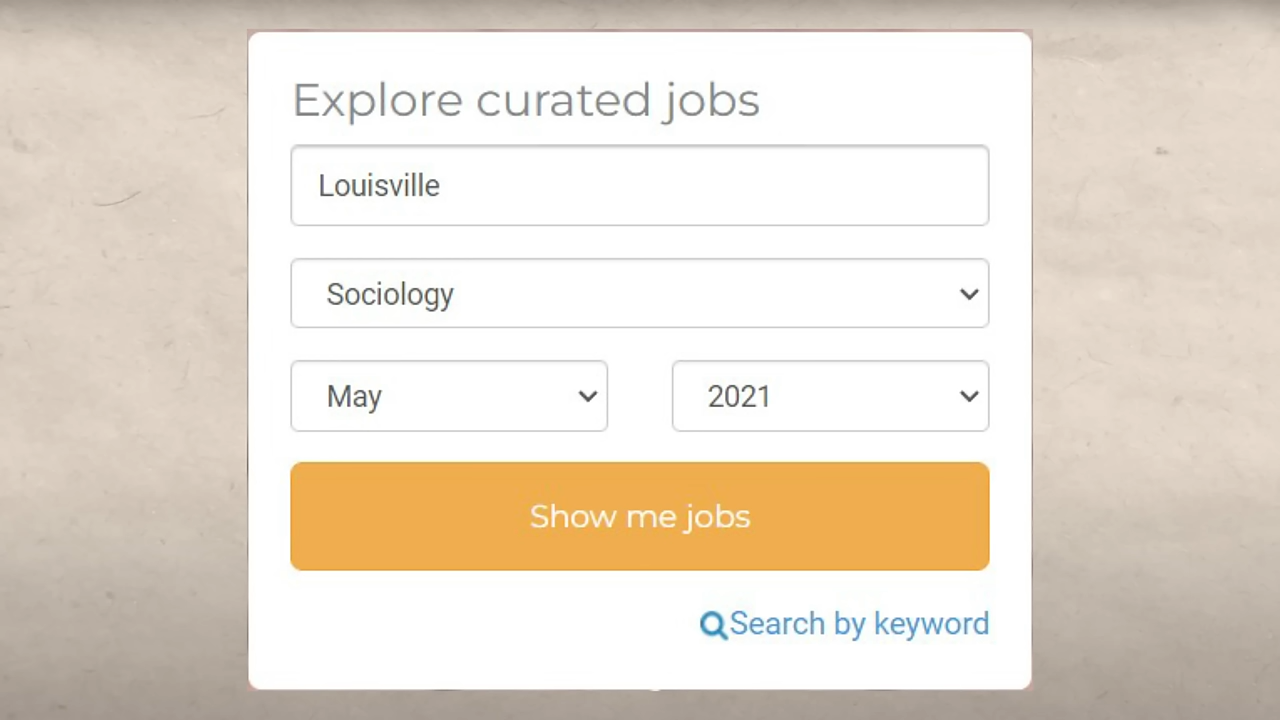 Explore curated jobs
Louisville
Sociology
May 2021
Show me jobs
Search by keyword